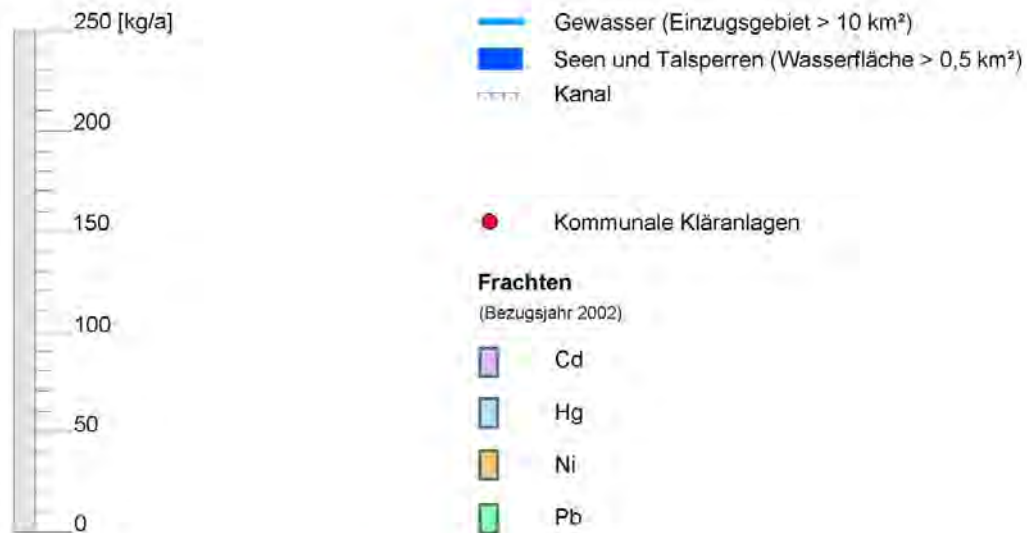 250 [kg/a]
200
150
100
50
0
Gewässer (Einzugsgebiet > 10 km²)
Seen und Talsperren (Wasserfläche > 0,5 km²)
Kanal
Kommunale Kläranlagen
Frachten
(Bezugsjahr 2002)
Cd
Hg
Ni
Pb